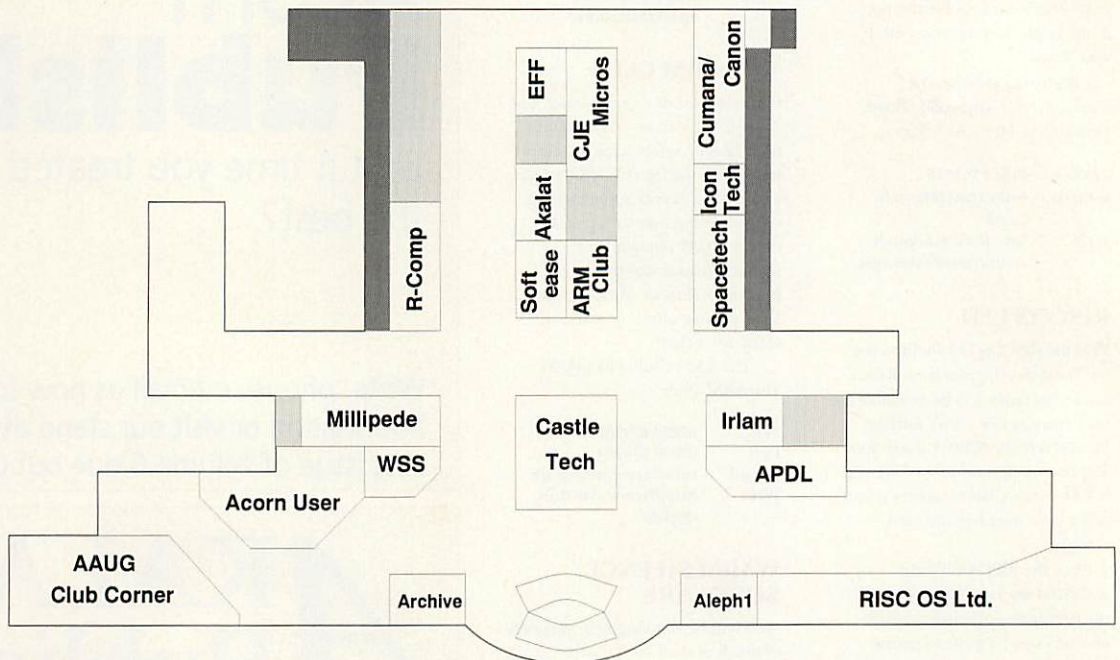 EFF
CJE
Micros
Cumana/
Canon
Akalat
Icon
Tech
R-Comp
Soft
ease
ARM
Club
Spacetech
Millipede
WSS
Castle
Tech
Irlam
APDL
Acorn User
AAUG
Club Corner
Archive
Aleph1
RISC OS Ltd.